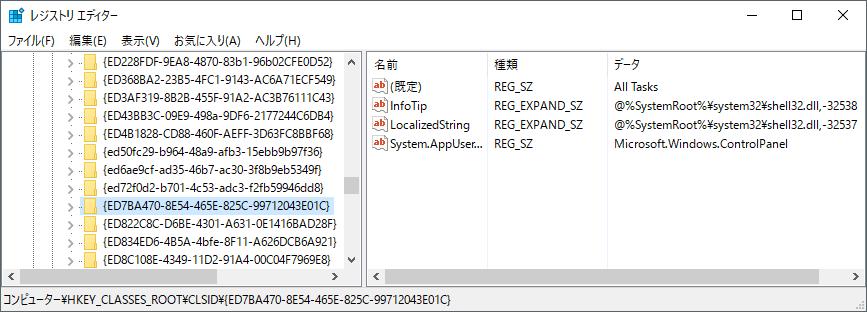 レジストリ エディター
ファイル(F) 編集(E) 表示(V) お気に入り(A) ヘルプ(H)
{ED228FDF-9EA8-4870-83b1-96b02CFE0D52}
{ED368BA2-23B5-4FC1-9143-AC6A71ECF549}
{ED3AF319-8B2B-455F-91A2-AC3B76111C43}
{ED43BB3C-09E9-498a-9DF6-2177244C6DB4}
{ED4B1828-CD88-460F-AEFF-3D63FC8BBF68}
{ed50fc29-b964-48a9-afb3-15ebb9b97f36}
{ed6ae9cf-ad35-46b7-ac30-3f8b9eb5349f}
{ed72f0d2-b701-4c53-adc3-f2fb59946dd8}
{ED7BA470-8E54-465E-825C-99712043E01C}
{ED822C8C-D6BE-4301-A631-0E1416BAD28F}
{ED834ED6-4B5A-4bfe-8F11-A626DCB6A921}
{ED8C108E-4349-11D2-91A4-00C04F7969E8}
名前 種類 データ
(既定) REG_SZ All Tasks
InfoTip REG_EXPAND_SZ @%SystemRoot%¥system32¥shell32.dll,-32538
LocalizedString REG_EXPAND_SZ @%SystemRoot%¥system32¥shell32.dll,-32537
System.AppUser... REG_SZ Microsoft.Windows.ControlPanel
コンピューター¥HKEY_CLASSES_ROOT¥CLSID¥{ED7BA470-8E54-465E-825C-99712043E01C}